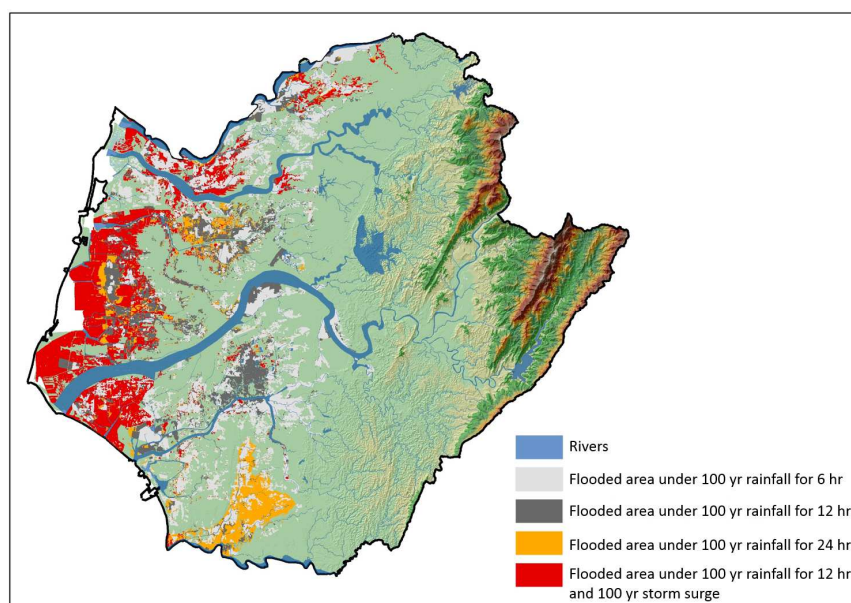 Rivers
Flooded area under 100 yr rainfall for 6 hr
Flooded area under 100 yr rainfall for 12 hr
Flooded area under 100 yr rainfall for 24 hr
Flooded area under 100 yr rainfall for 12 hr
and 100 yr storm surge